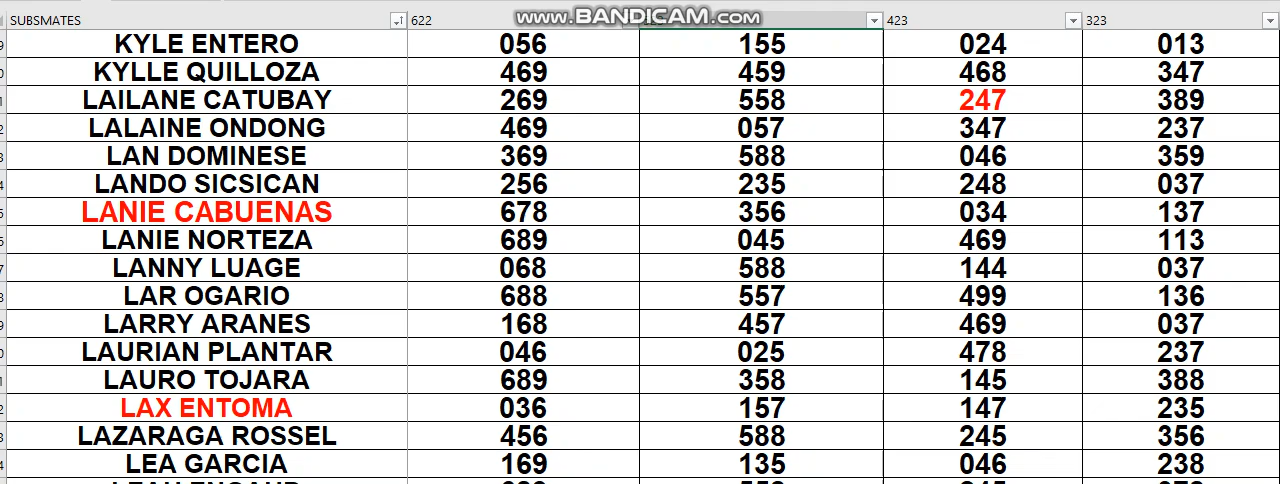 www.BANDICAM.com
SUBSMATES 622 423 323
KYLE ENTERO 056 155 024 013
KYLLE QUILLOZA 469 459 468 347
LAILANE CATUBAY 269 558 247 389
LALAINE ONDONG 469 057 347 237
LAN DOMINESE 369 588 046 359
LANDO SICSICAN 256 235 248 037
LANIE CABUENAS 678 356 034 137
LANIE NORTEZA 689 045 469 113
LANNY LUAGE 068 588 144 037
LAR OGARIO 688 557 499 136
LARRY ARANES 168 457 469 037
LAURIAN PLANTAR 046 025 478 237
LAURO TOJARA 689 358 145 388
LAX ENTOMA 036 157 147 235
LAZARAGA ROSSEL 456 588 245 356
LEA GARCIA 169 135 046 238